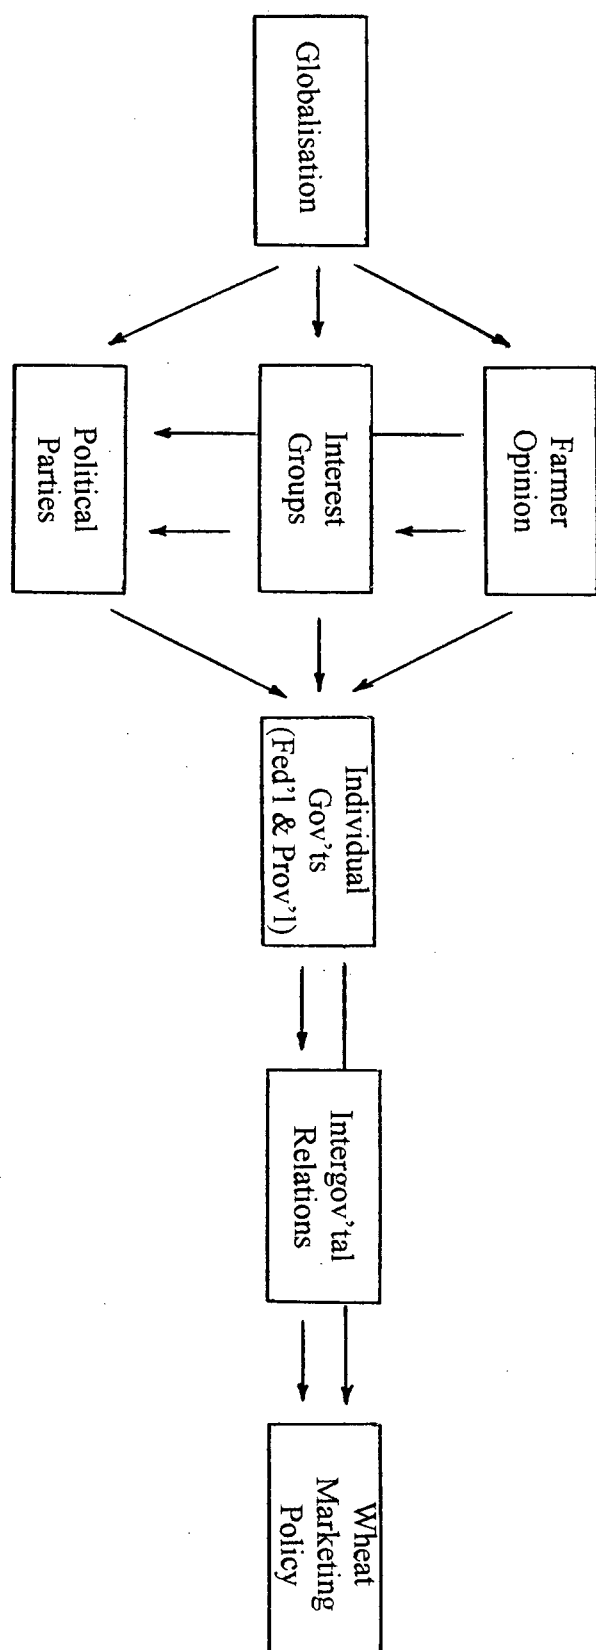 Globalisation
Farmer
Opinion
Interest
Groups
Political
Parties
Individual
Gov'ts
(Fed'l & Prov'l)
Intergov'tal
Relations
Wheat
Marketing
Policy